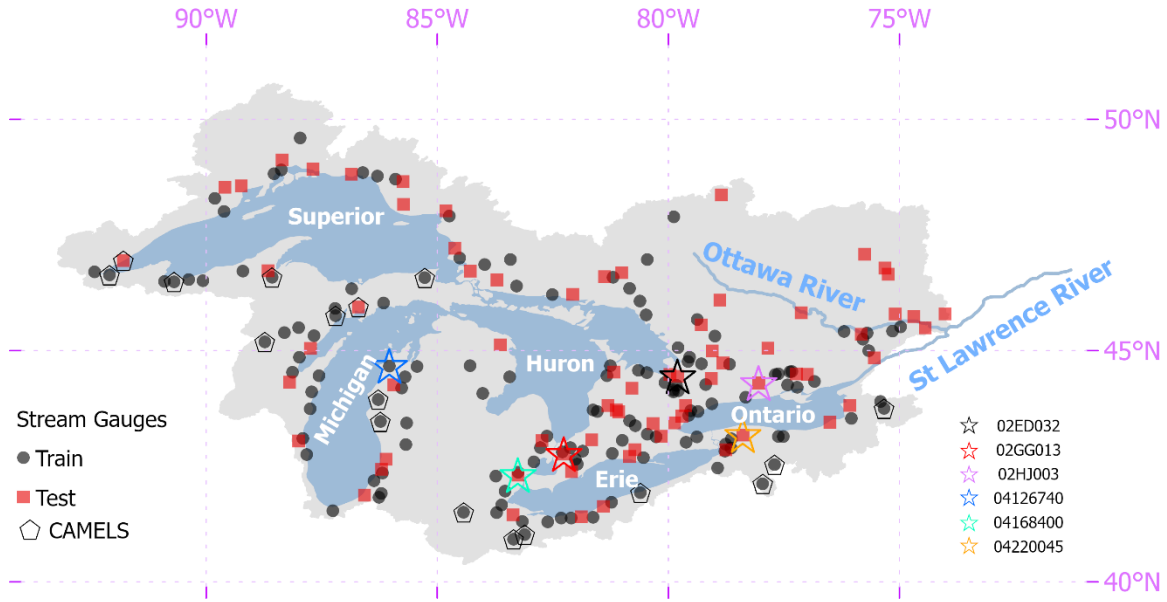 90°W 85°W 80°W 75°W
50°N
Superior
Ottawa River
St Lawrence River
45°N
Huron
Michigan
Ontario
Stream Gauges
Train
Erie
Test
CAMELS
02ED032
02GG013
02HJ003
04126740
04168400
04220045
40°N